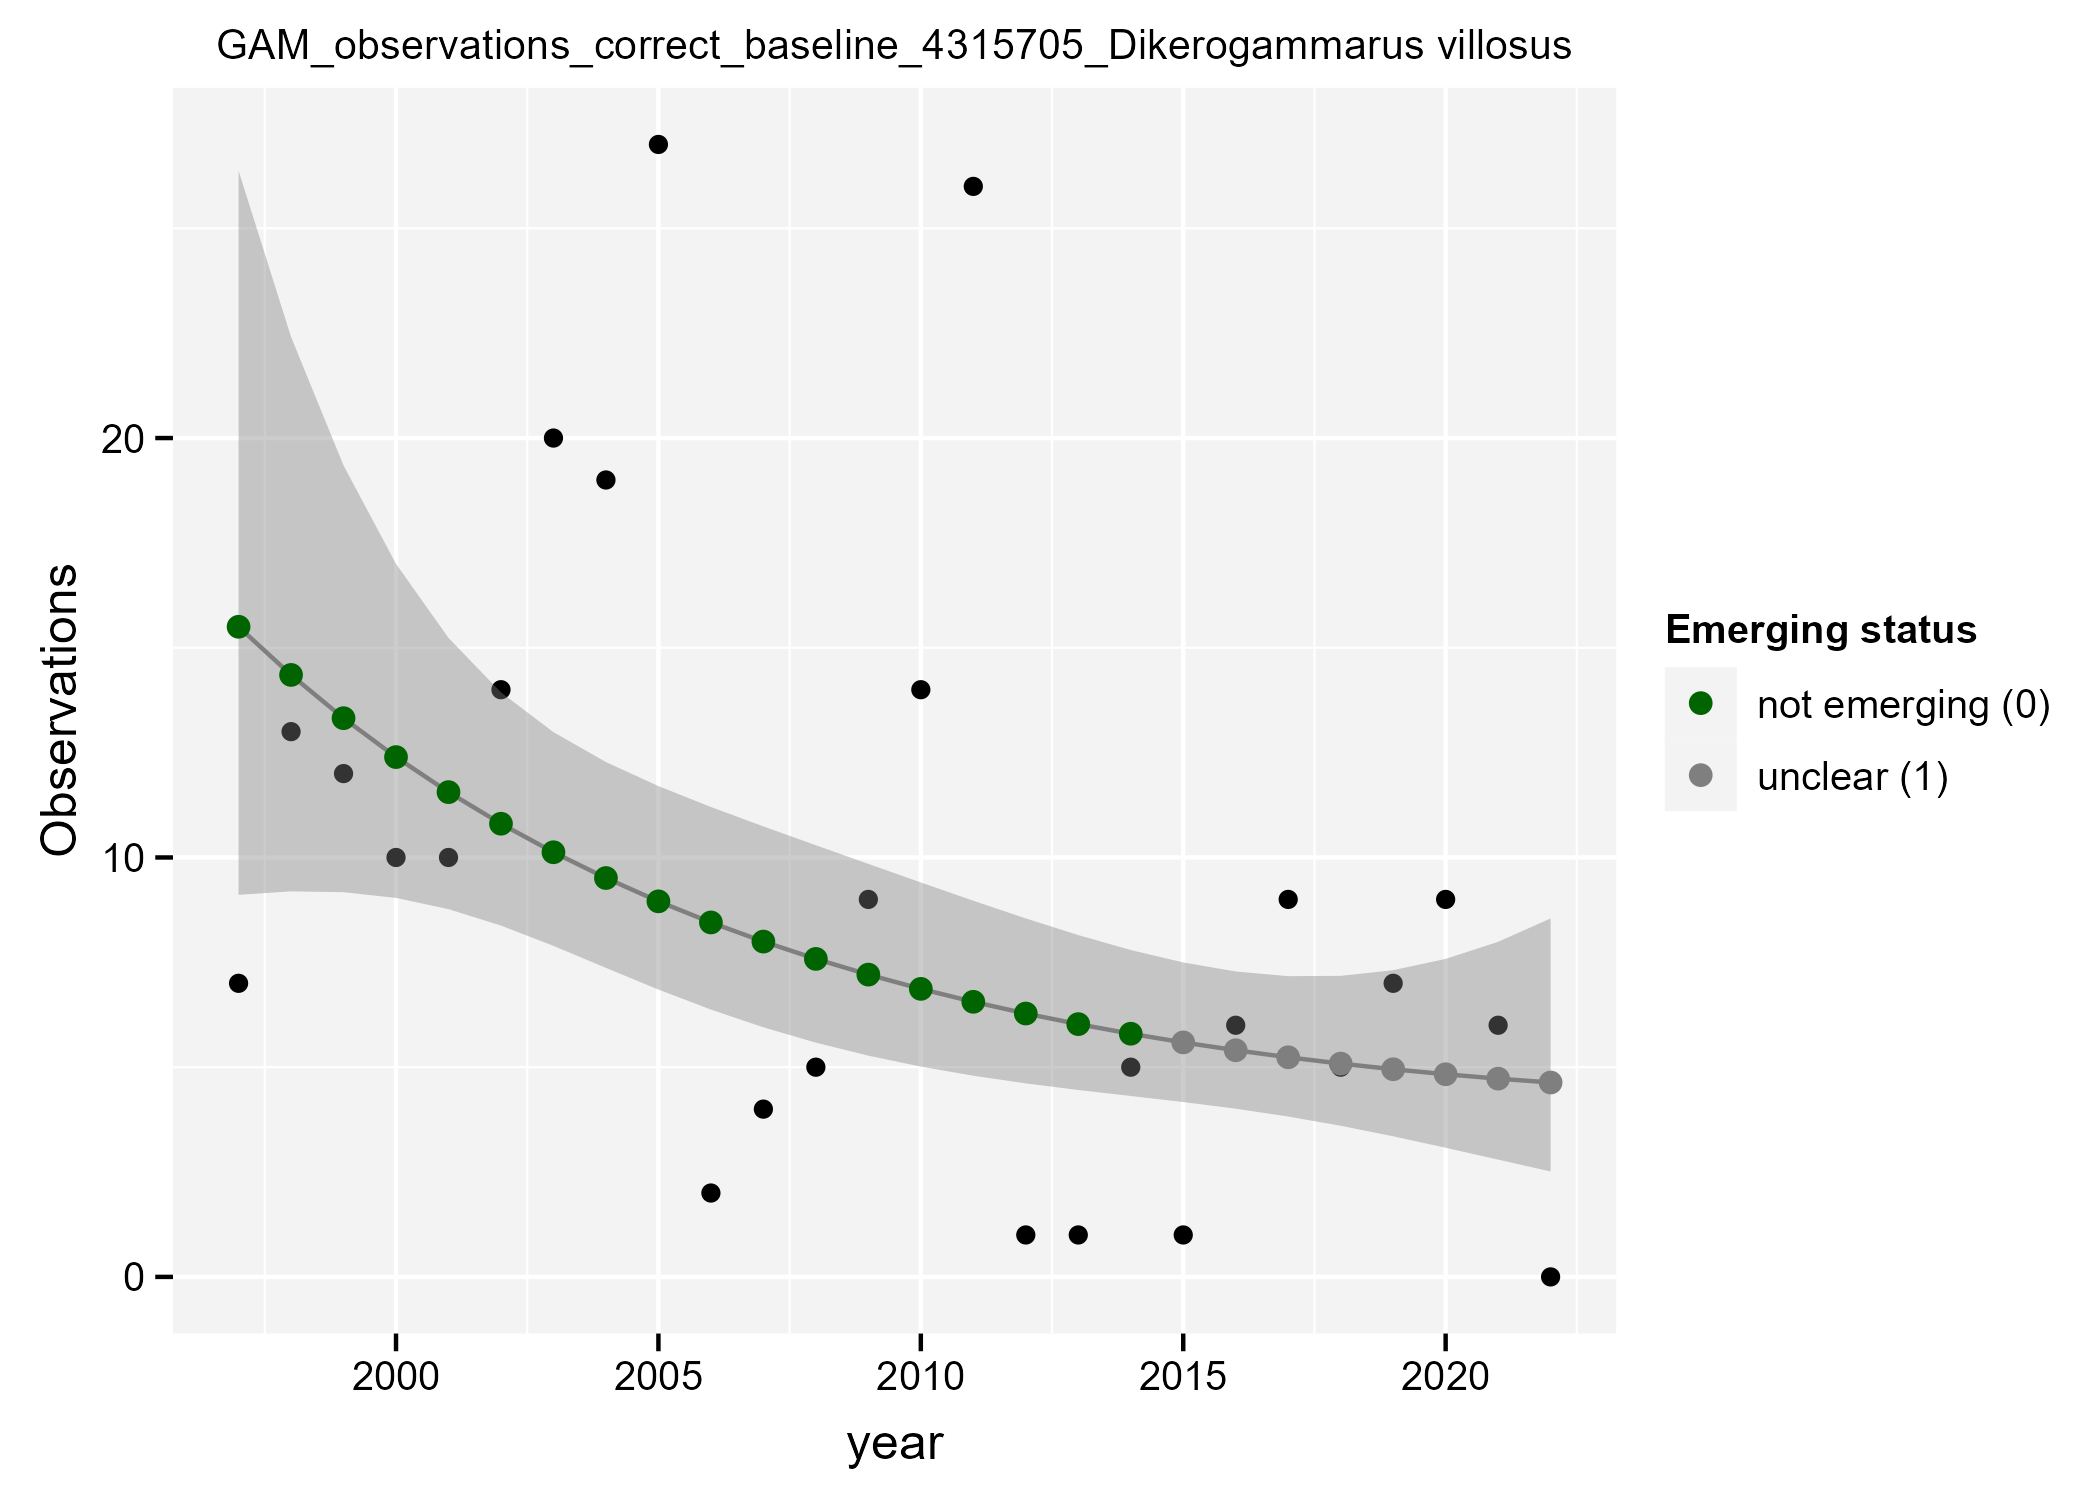 GAM_observations_correct_baseline_4315705_Dikerogammarus villosus
Observations
20
10
0
2000
2005
2010
2015
2020
year
Emerging status
not emerging (0)
unclear (1)